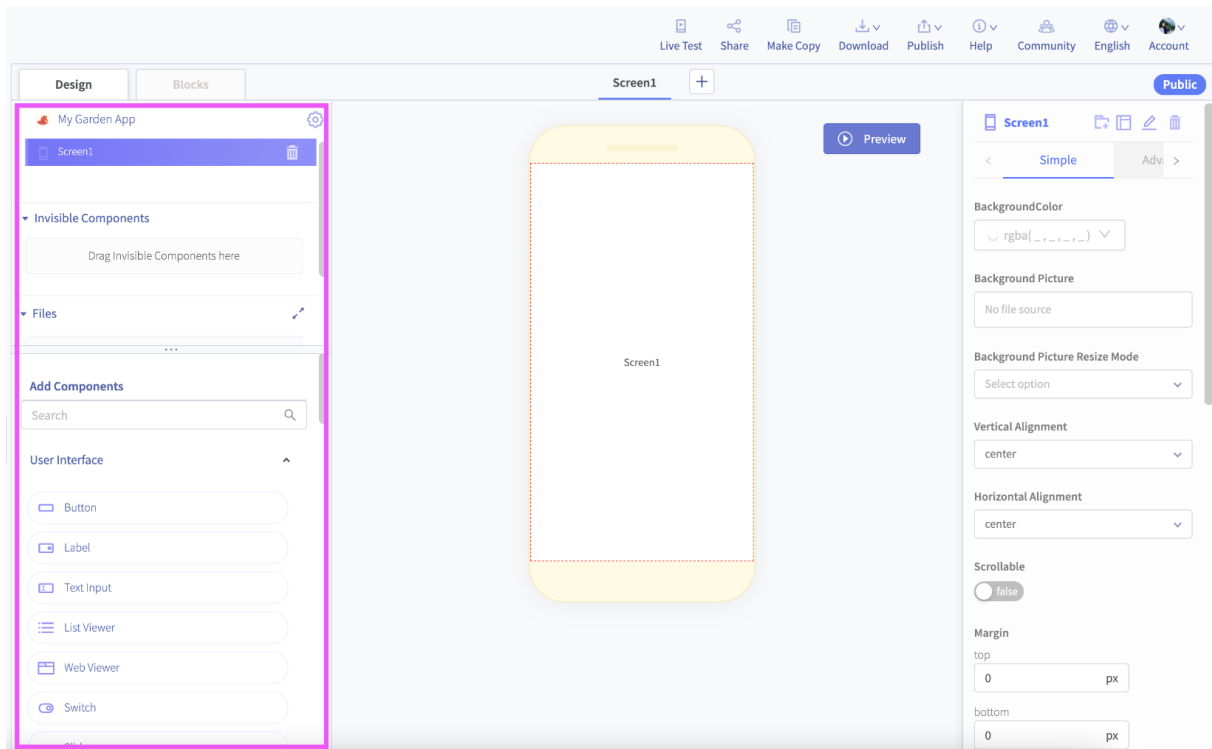 Live Test Share Make Copy Download Publish Help Community English Account
Design Blocks Screen1 + Public
My Garden App
Screen1
Invisible Components
Drag Invisible Components here
Files
Add Components
Search
User Interface
Button
Label
Text Input
List Viewer
Web Viewer
Switch
Preview
Screen1
Screen1
Simple Adv
BackgroundColor
rgba(_,_,_,_)
Background Picture
No file source
Background Picture Resize Mode
Select option
Vertical Alignment
center
Horizontal Alignment
center
Scrollable
false
Margin
top
0 px
bottom
0 px